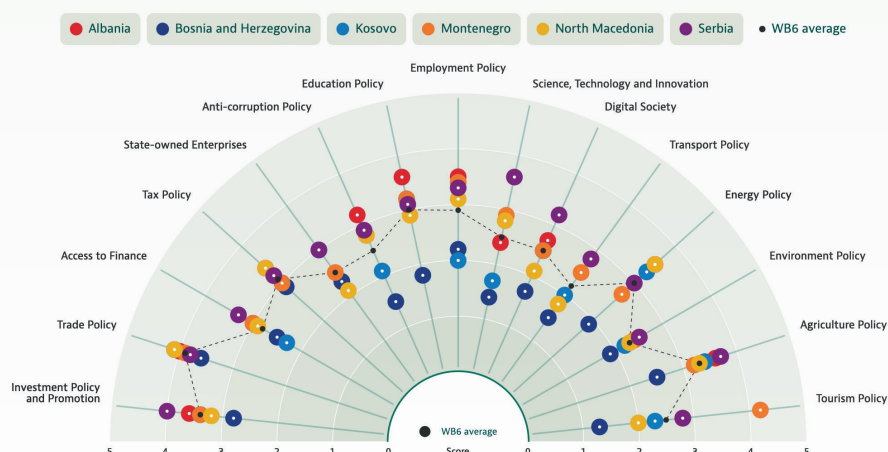 Albania
Bosnia and Herzegovina
Kosovo
Montenegro
North Macedonia
Serbia
WB6 average
Employment Policy
Education Policy
Science, Technology and Innovation
Anti-corruption Policy
Digital Society
State-owned Enterprises
Transport Policy
Tax Policy
Energy Policy
Access to Finance
Environment Policy
Trade Policy
Agriculture Policy
Investment Policy
and Promotion
Tourism Policy
WB6 average
5 4 3 2 1 0 Score 0 1 2 3 4 5